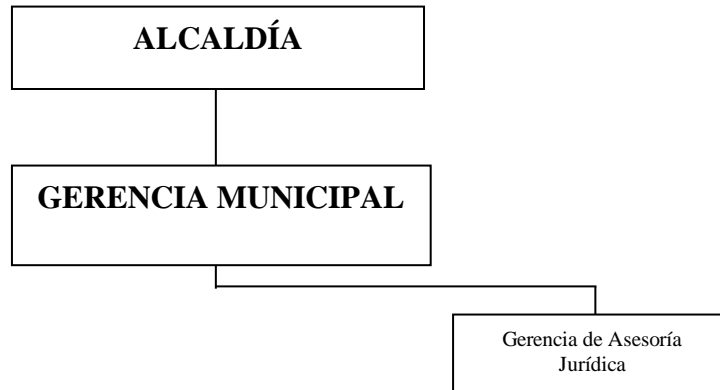 ALCALDÍA
GERENCIA MUNICIPAL
Gerencia de Asesoría
Jurídica